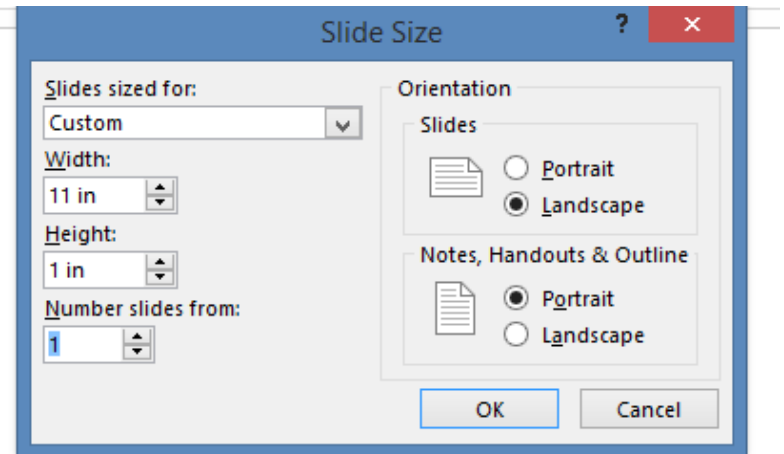 Slide Size
?
Slides sized for:
Custom
Width:
11 in
Height:
1 in
Number slides from:
1
Orientation
Slides
Portrait
Landscape
Notes, Handouts & Outline
Portrait
Landscape
OK
Cancel